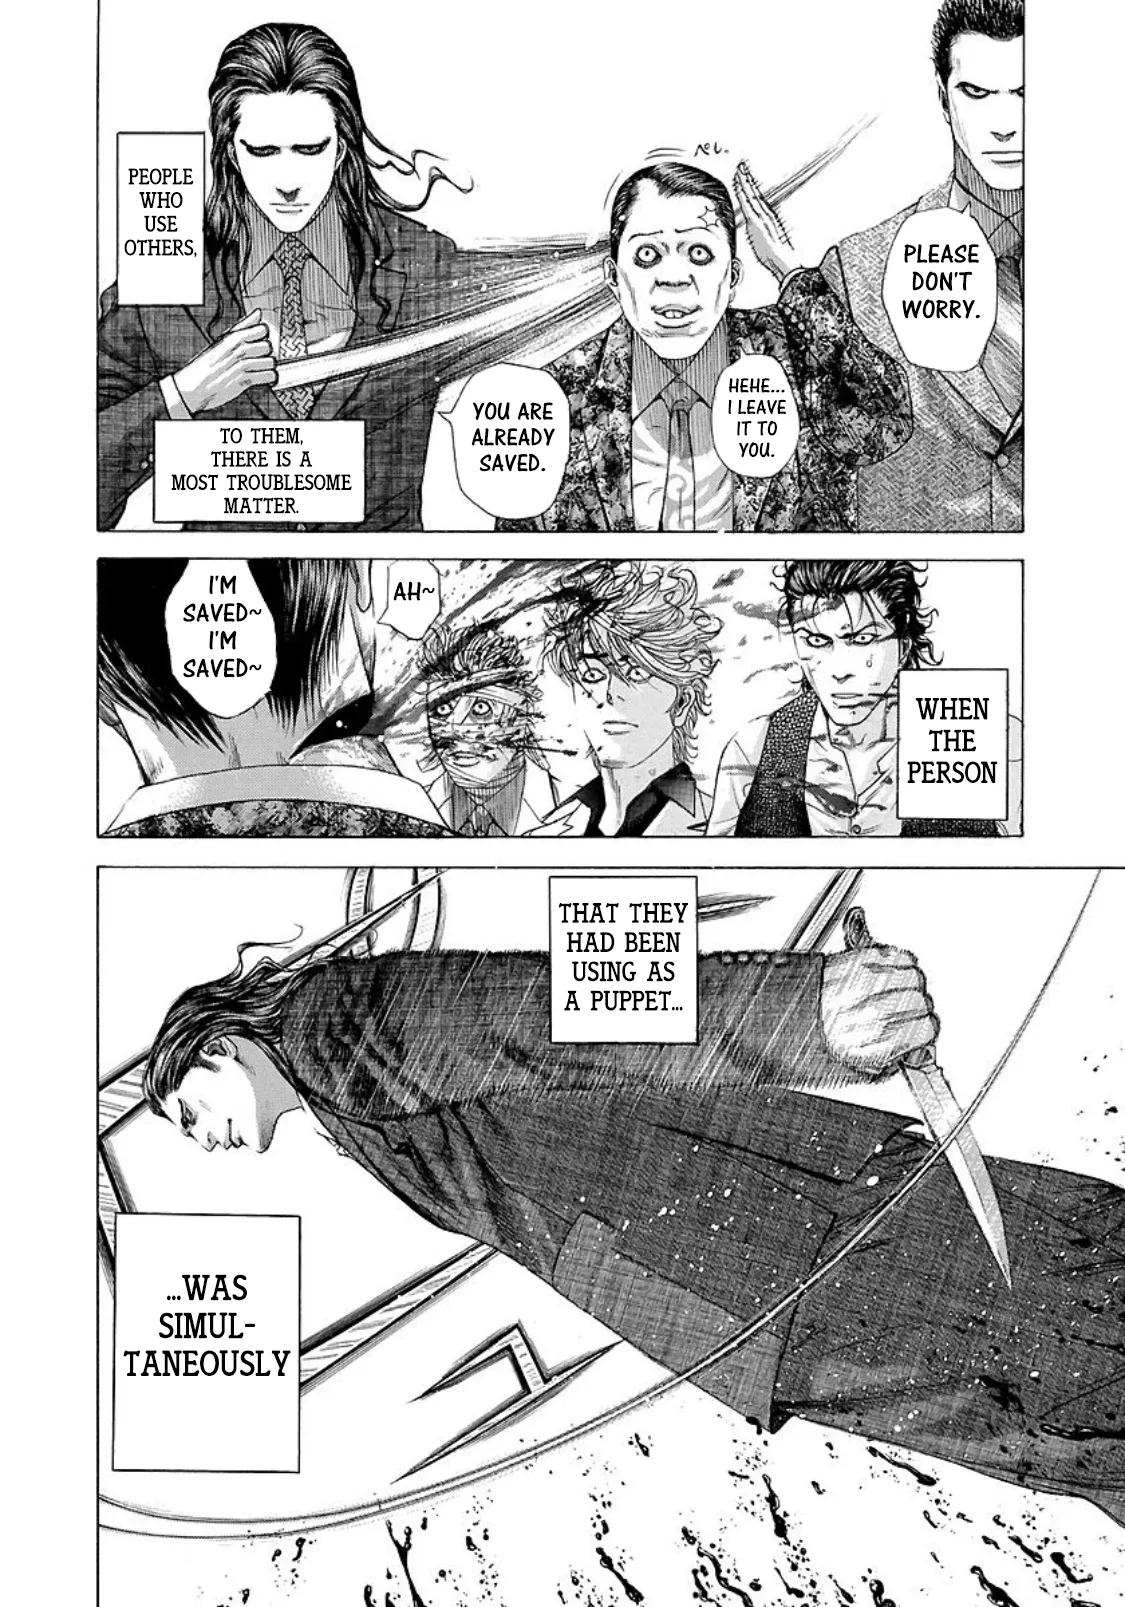 PEOPLE
WHO
USE
OTHERS,
ぺし。
PLEASE
DON'T
WORRY.
HEHE...
I LEAVE
IT TO
YOU.
YOU ARE
ALREADY
SAVED.
TO THEM,
THERE IS A
MOST TROUBLESOME
MATTER.
I'M
SAVED~
I'M
SAVED~
AH~
WHEN
THE
PERSON
THAT THEY
HAD BEEN
USING AS
A PUPPET...
...WAS
SIMUL-
TANEOUSLY